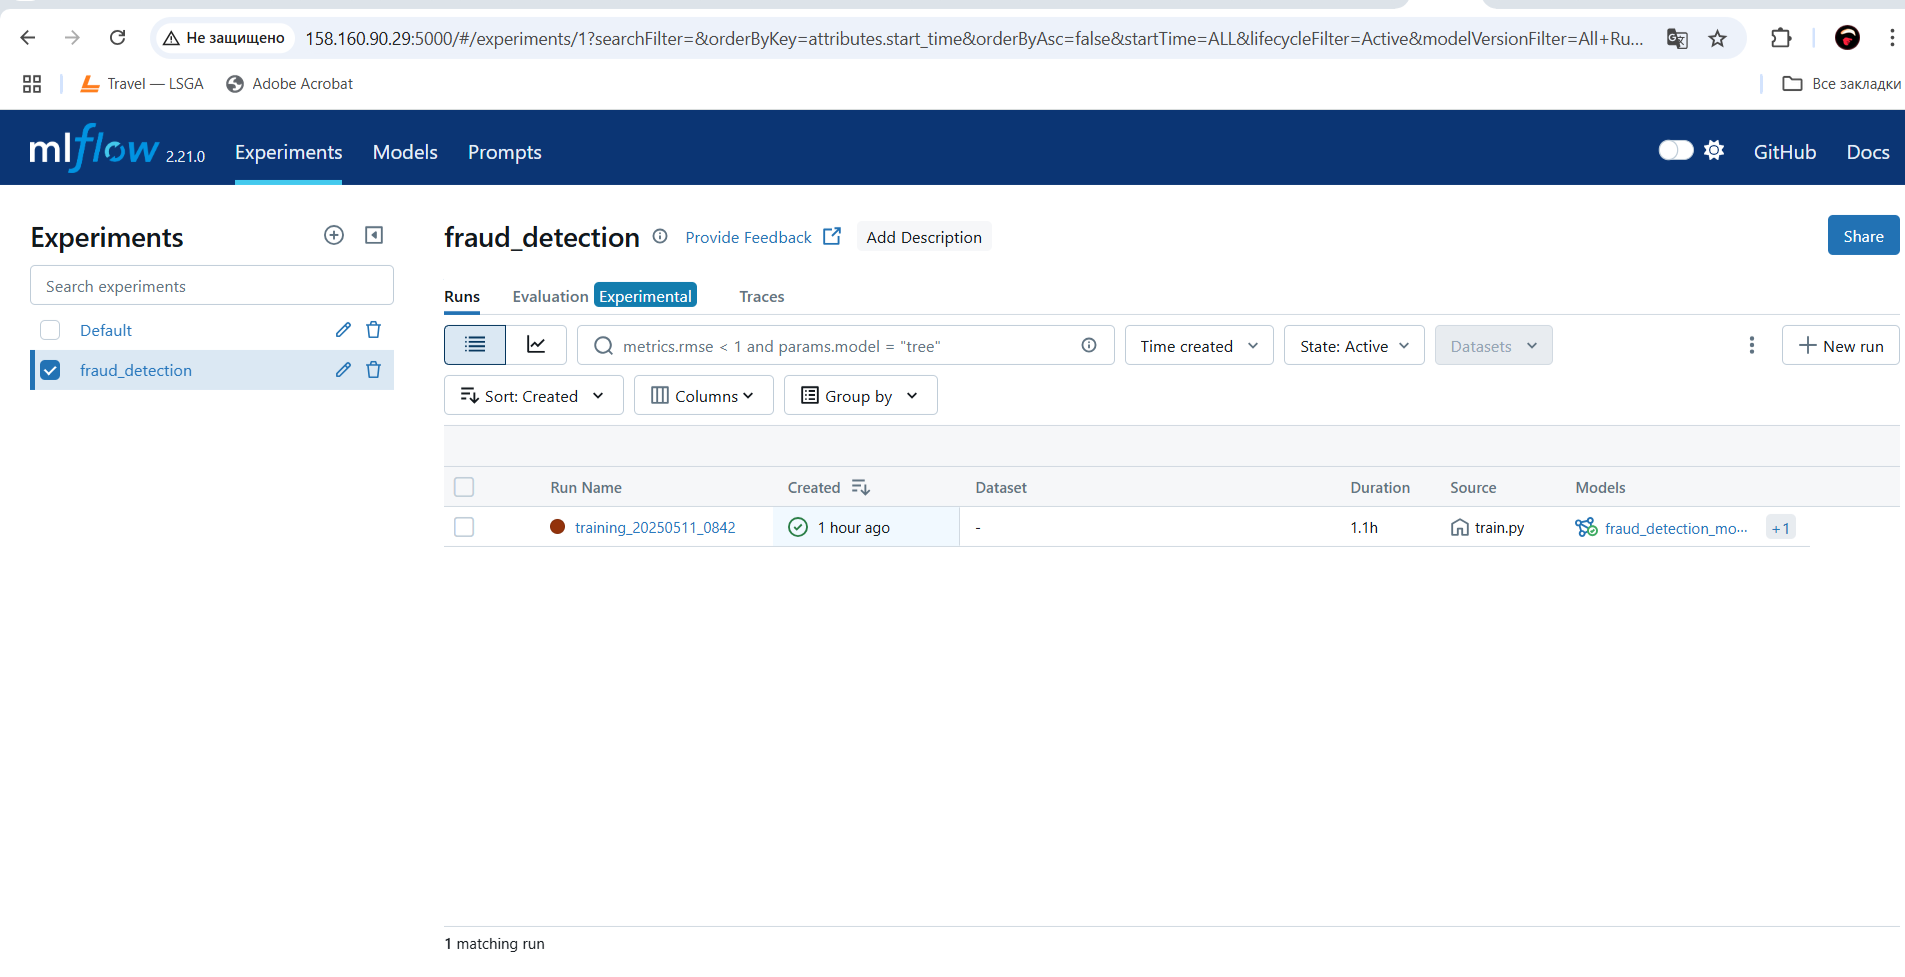 Не защищено 158.160.90.29:5000/#/experiments/1?searchFilter=&orderByKey=attributes.start_time&orderByAsc=false&startTime=ALL&lifecycleFilter=Active&modelVersionFilter=All+Ru...
Travel — LSGA Adobe Acrobat Все закладки
mlflow 2.21.0 Experiments Models Prompts GitHub Docs
Experiments
Search experiments
Default
fraud_detection
fraud_detection Provide Feedback Add Description Share
Runs Evaluation Experimental Traces
metrics.rmse < 1 and params.model = "tree" Time created State: Active Datasets New run
Sort: Created Columns Group by
Run Name Created Dataset Duration Source Models
training_20250511_0842 1 hour ago - 1.1h train.py fraud_detection_mo... +1
1 matching run